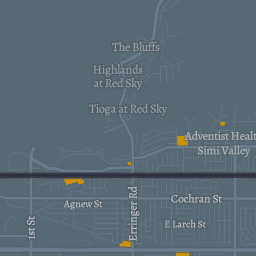 The Bluffs
Highlands
at Red Sky
Tioga at Red Sky
Adventist Healt
Simi Valley
Cochran St
Agnew St
E Larch St
1st St
Erringer Rd